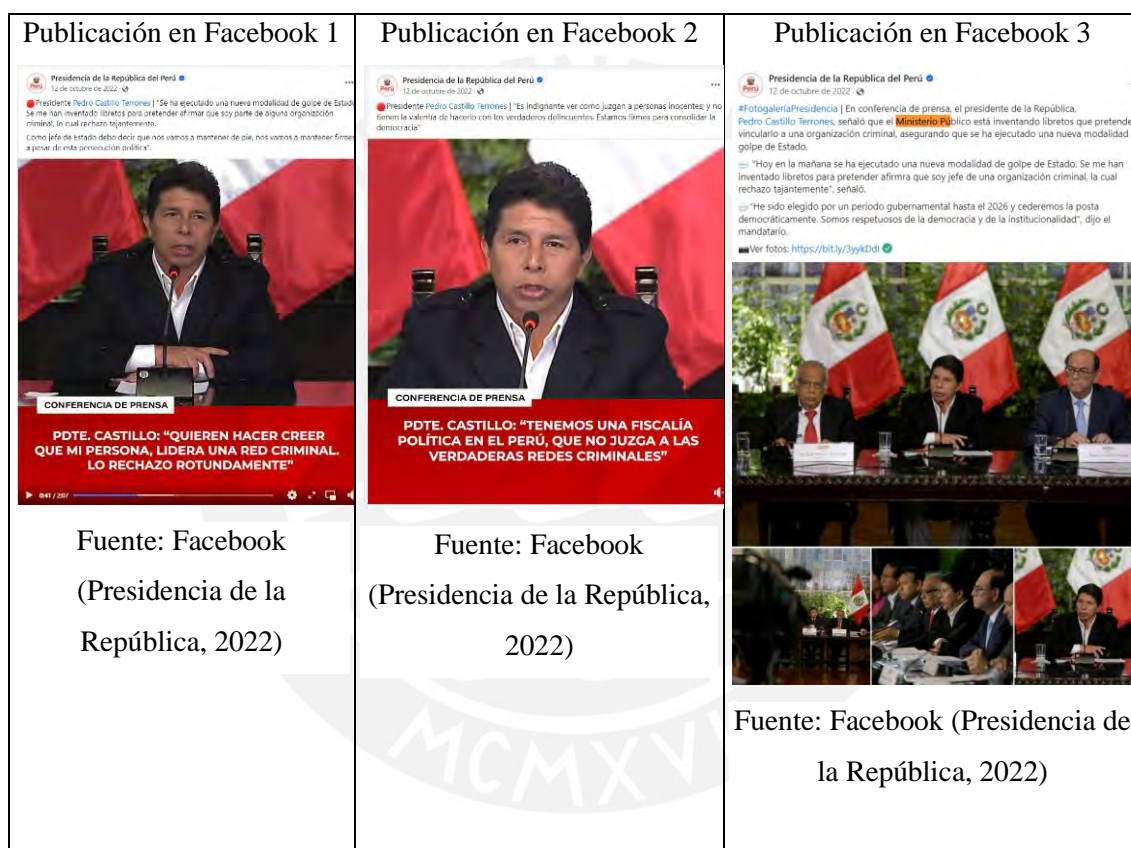 Publicación en Facebook 1
Presidencia de la República del Perú
12 de octubre de 2022
Presidente Pedro Castillo Terrones | "Se ha ejecutado una nueva modalidad de golpe de Estado.
Se me han inventado libretos para pretender afirmar que soy parte de alguna organización
criminal, lo cual rechazo tajantemente.
Como jefe de Estado debo decir que nos vamos a mantener de pie, nos vamos a mantener firmes
a pesar de esta persecución política".
CONFERENCIA DE PRENSA
PDTE. CASTILLO: "QUIEREN HACER CREER
QUE MI PERSONA, LIDERA UNA RED CRIMINAL.
LO RECHAZO ROTUNDAMENTE"
0:41 / 2:07
Fuente: Facebook
(Presidencia de la
República, 2022)
Publicación en Facebook 2
Presidencia de la República del Perú
12 de octubre de 2022
Presidente Pedro Castillo Terrones | "Es indignante ver como juzgan a personas inocentes; y no
tienen la valentía de hacerlo con los verdaderos delincuentes. Estamos firmes para consolidar la
democracia"
CONFERENCIA DE PRENSA
PDTE. CASTILLO: "TENEMOS UNA FISCALÍA
POLÍTICA EN EL PERÚ, QUE NO JUZGA A LAS
VERDADERAS REDES CRIMINALES"
Fuente: Facebook
(Presidencia de la República,
2022)
Publicación en Facebook 3
Presidencia de la República del Perú
12 de octubre de 2022
#FotogaleríaPresidencia | En conferencia de prensa, el presidente de la República,
Pedro Castillo Terrones, señaló que el Ministerio Público está inventando libretos que pretende
vincularlo a una organización criminal, asegurando que se ha ejecutado una nueva modalidad
golpe de Estado.
"Hoy en la mañana se ha ejecutado una nueva modalidad de golpe de Estado. Se me han
inventado libretos para pretender afirmra que soy jefe de una organización criminal, la cual
rechazo tajantemente", señaló.
"He sido elegido por un periodo gubernamental hasta el 2026 y cederemos la posta
democráticamente. Somos respetuosos de la democracia y de la institucionalidad", dijo el
mandatario.
Ver fotos: https://bit.ly/3yykDdI
Fuente: Facebook (Presidencia de
la República, 2022)
MCMXVII